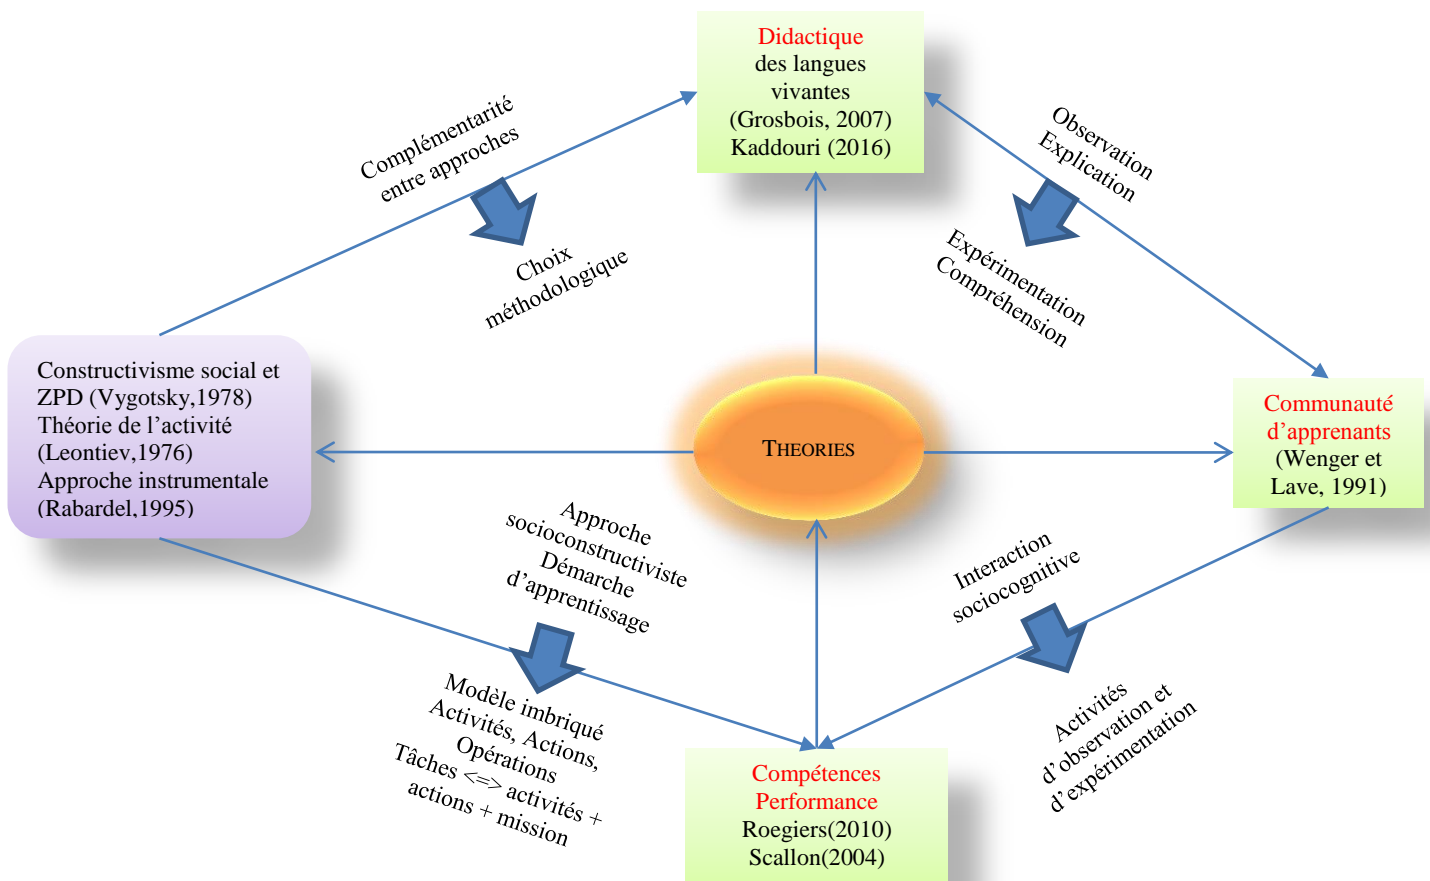 Didactique
des langues
vivantes
(Grosbois, 2007)
Kaddouri (2016)
Complémentarité
entre approches
Choix
méthodologique
Observation
Explication
Expérimentation
Compréhension
Constructivisme social et
ZPD (Vygotsky,1978)
Théorie de l’activité
(Leontiev,1976)
Approche instrumentale
(Rabardel,1995)
THEORIES
Communauté
d’apprenants
(Wenger et
Lave, 1991)
Approche
socioconstructiviste
Démarche
d’apprentissage
Modèle imbriqué
Activités, Actions,
Opérations
Tâches <=> activités +
actions + mission
Interaction
sociocognitive
Activités
d’observation et
d’expérimentation
Compétences
Performance
Roegiers(2010)
Scallon(2004)